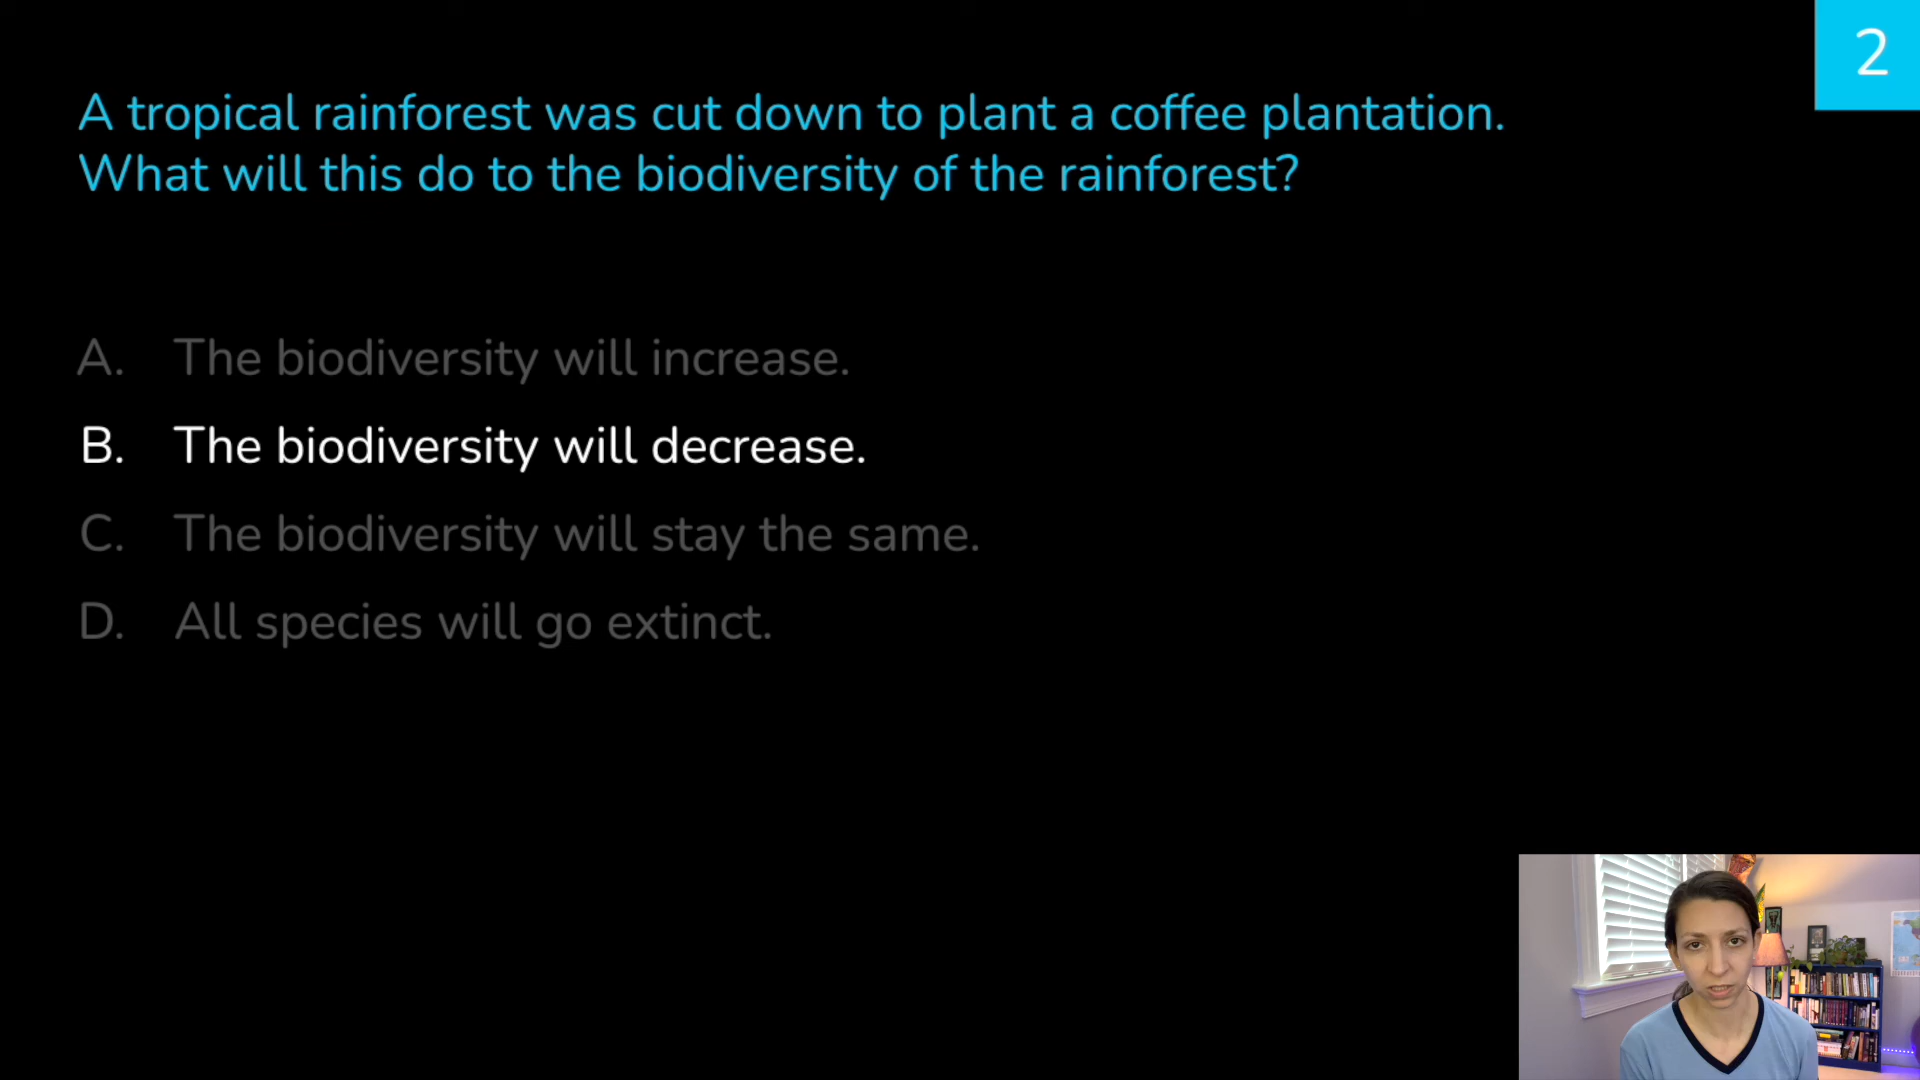 2
A tropical rainforest was cut down to plant a coffee plantation.
What will this do to the biodiversity of the rainforest?
A. The biodiversity will increase.
B. The biodiversity will decrease.
C. The biodiversity will stay the same.
D. All species will go extinct.